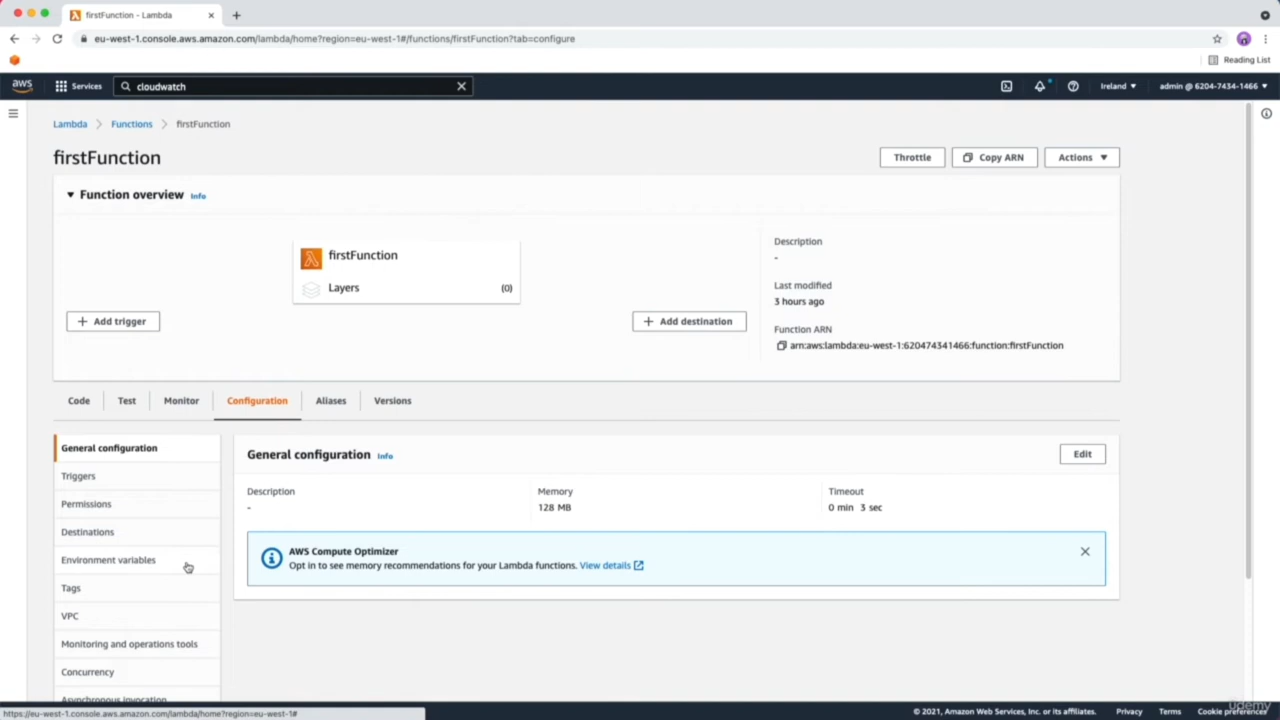 firstFunction - Lambda
eu-west-1.console.aws.amazon.com/lambda/home?region=eu-west-1#/functions/firstFunction?tab=configure
Reading List
aws Services cloudwatch Ireland admin @ 6204-7434-1466
Lambda Functions firstFunction
firstFunction
Throttle Copy ARN Actions
Function overview Info
firstFunction
Layers (0)
Add trigger
Add destination
Description
-
Last modified
3 hours ago
Function ARN
arn:aws:lambda:eu-west-1:620474341466:function:firstFunction
Code Test Monitor Configuration Aliases Versions
General configuration
Triggers
Permissions
Destinations
Environment variables
Tags
VPC
Monitoring and operations tools
Concurrency
Asynchronous invocation
General configuration Info
Edit
Description
-
Memory
128 MB
Timeout
0 min 3 sec
AWS Compute Optimizer
Opt in to see memory recommendations for your Lambda functions. View details
https://eu-west-1.console.aws.amazon.com/lambda/home?region=eu-west-1#
© 2021, Amazon Web Services, Inc. or its affiliates. Privacy Terms Cookie preferences
udemy